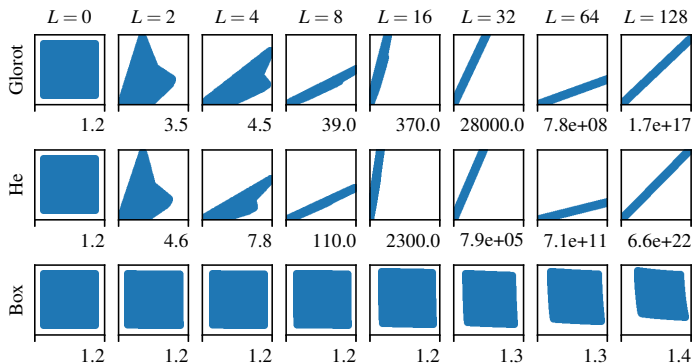 L = 0 L = 2 L = 4 L = 8 L = 16 L = 32 L = 64 L = 128
Glorot
1.2 3.5 4.5 39.0 370.0 28000.0 7.8e+08 1.7e+17
He
1.2 4.6 7.8 110.0 2300.0 7.9e+05 7.1e+11 6.6e+22
Box
1.2 1.2 1.2 1.2 1.2 1.3 1.3 1.4